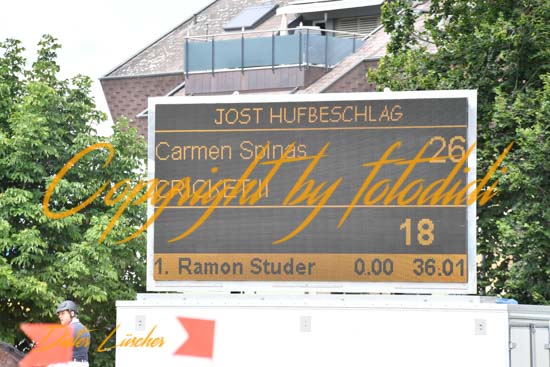 JOST HUFBESCHLAG
Carmen Spinas 26
CRICKET II
Copyright by fotodidi
18
1. Ramon Studer 0.00 36.01
Dieter Lüscher